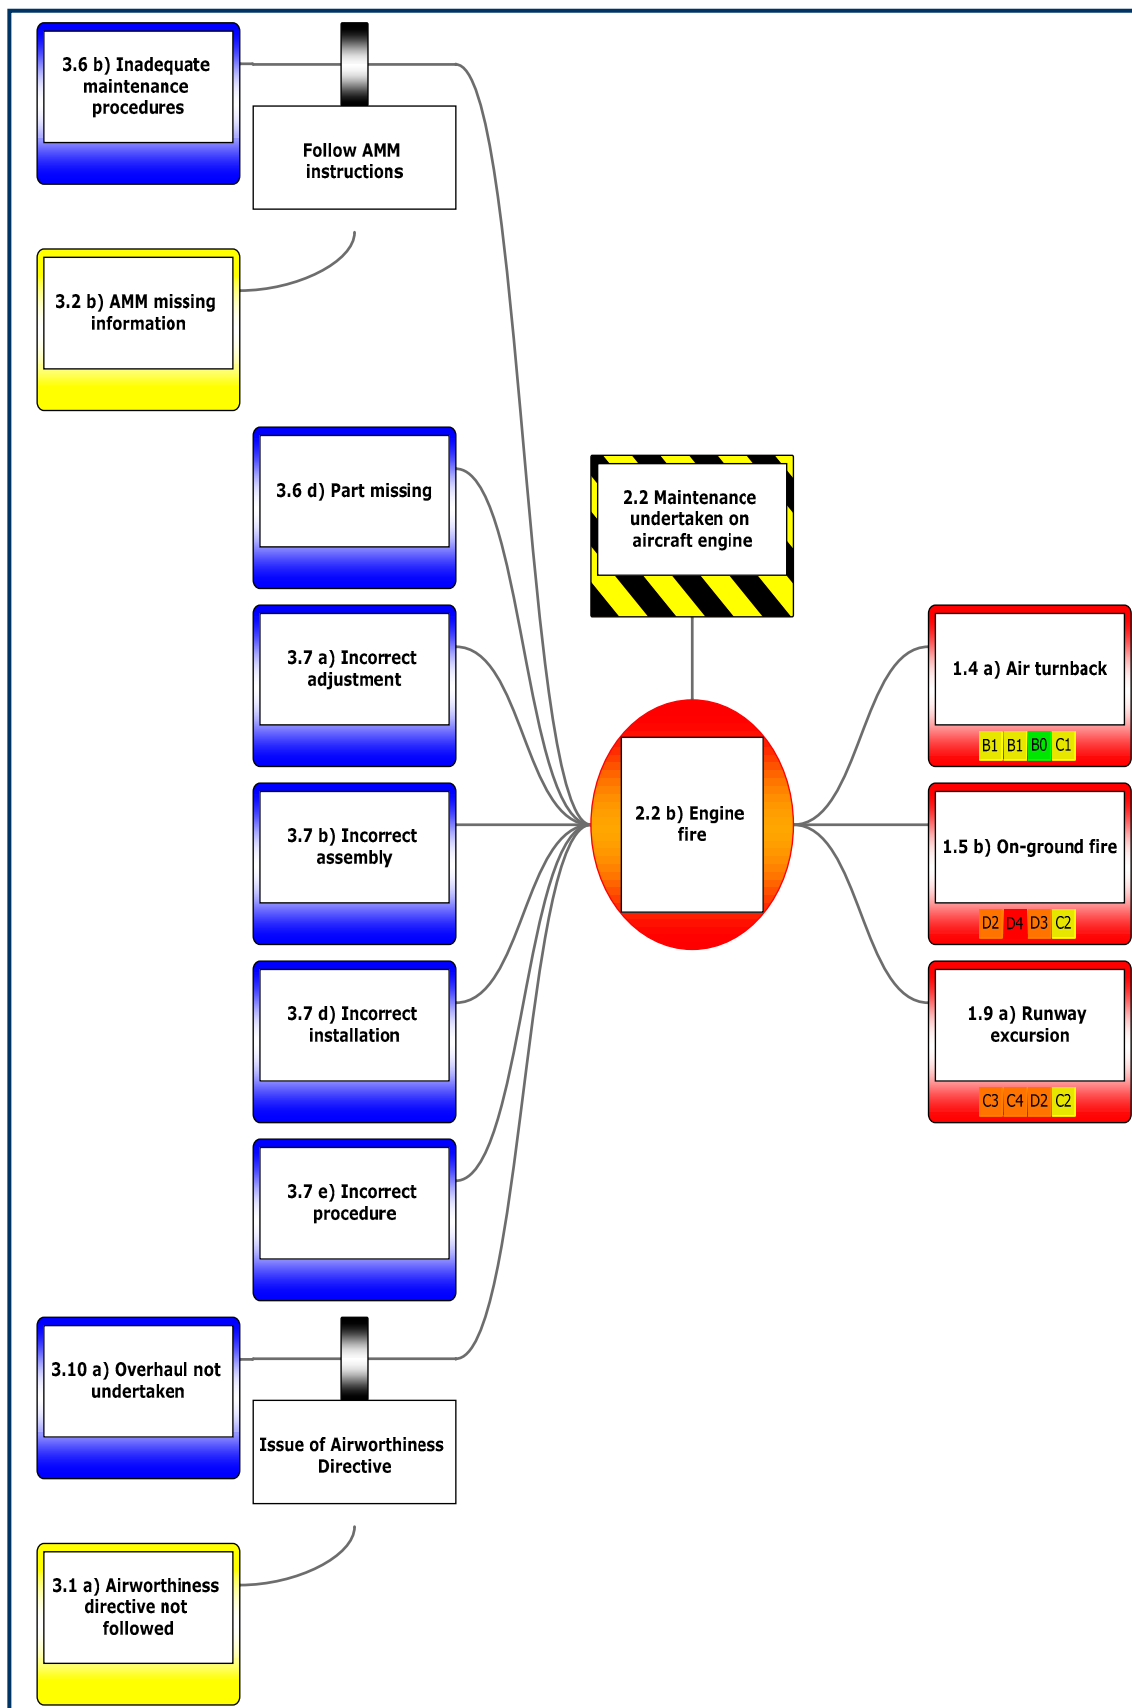 3.6 b) Inadequate
maintenance
procedures
Follow AMM
instructions
3.2 b) AMM missing
information
3.6 d) Part missing
2.2 Maintenance
undertaken on
aircraft engine
3.7 a) Incorrect
adjustment
1.4 a) Air turnback
B1 B1 B0 C1
3.7 b) Incorrect
assembly
2.2 b) Engine
fire
1.5 b) On-ground fire
D2 D4 D3 C2
3.7 d) Incorrect
installation
1.9 a) Runway
excursion
C3 C4 D2 C2
3.7 e) Incorrect
procedure
3.10 a) Overhaul not
undertaken
Issue of Airworthiness
Directive
3.1 a) Airworthiness
directive not
followed